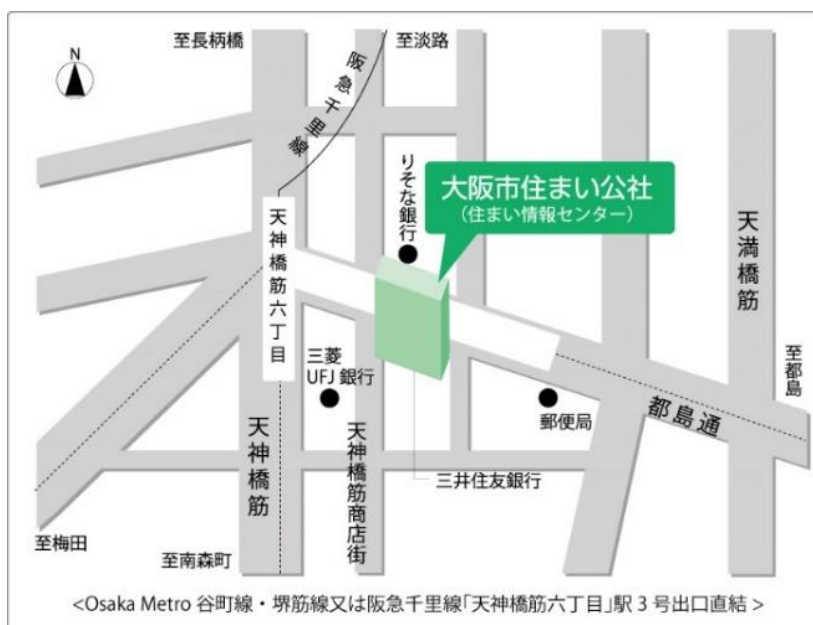 至長柄橋
至淡路
N
阪急千里線
りそな銀行
大阪市住まい公社
（住まい情報センター）
天神橋筋六丁目
天満橋筋
三菱
UFJ 銀行
至都島
郵便局
都島通
天神橋筋
天神橋筋商店街
三井住友銀行
至梅田
至南森町
<Osaka Metro 谷町線・堺筋線又は阪急千里線「天神橋筋六丁目」駅 3 号出口直結 >